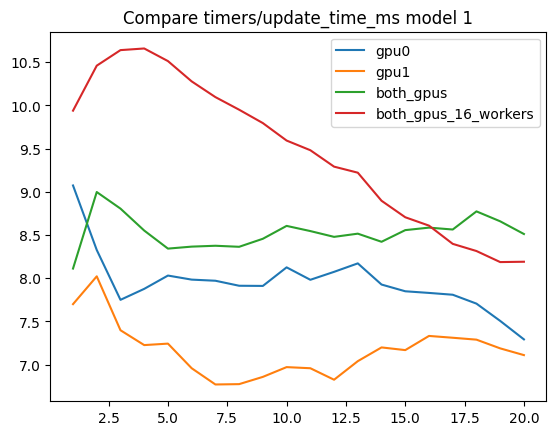 Compare timers/update_time_ms model 1
gpu0
gpu1
both_gpus
both_gpus_16_workers
10.5
10.0
9.5
9.0
8.5
8.0
7.5
7.0
2.5 5.0 7.5 10.0 12.5 15.0 17.5 20.0